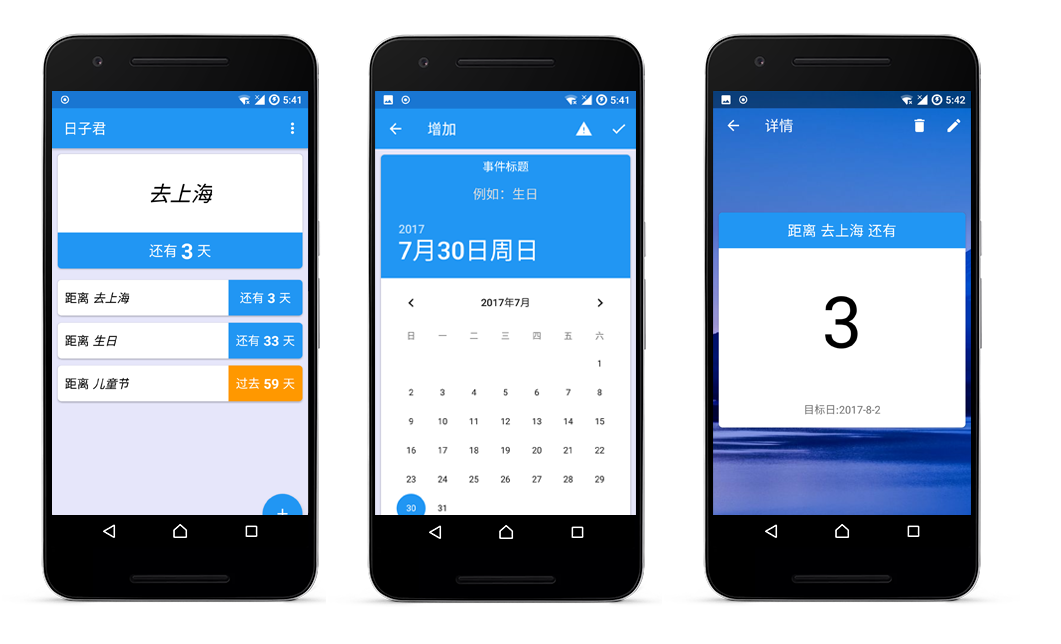 5:41
日子君
去上海
还有 3 天
距离 去上海 还有 3 天
距离 生日 还有 33 天
距离 儿童节 过去 59 天
5:41
增加
事件标题
例如：生日
2017
7月30日周日
2017年7月
日 一 二 三 四 五 六
1
2 3 4 5 6 7 8
9 10 11 12 13 14 15
16 17 18 19 20 21 22
23 24 25 26 27 28 29
30 31
5:42
详情
距离 去上海 还有
3
目标日:2017-8-2